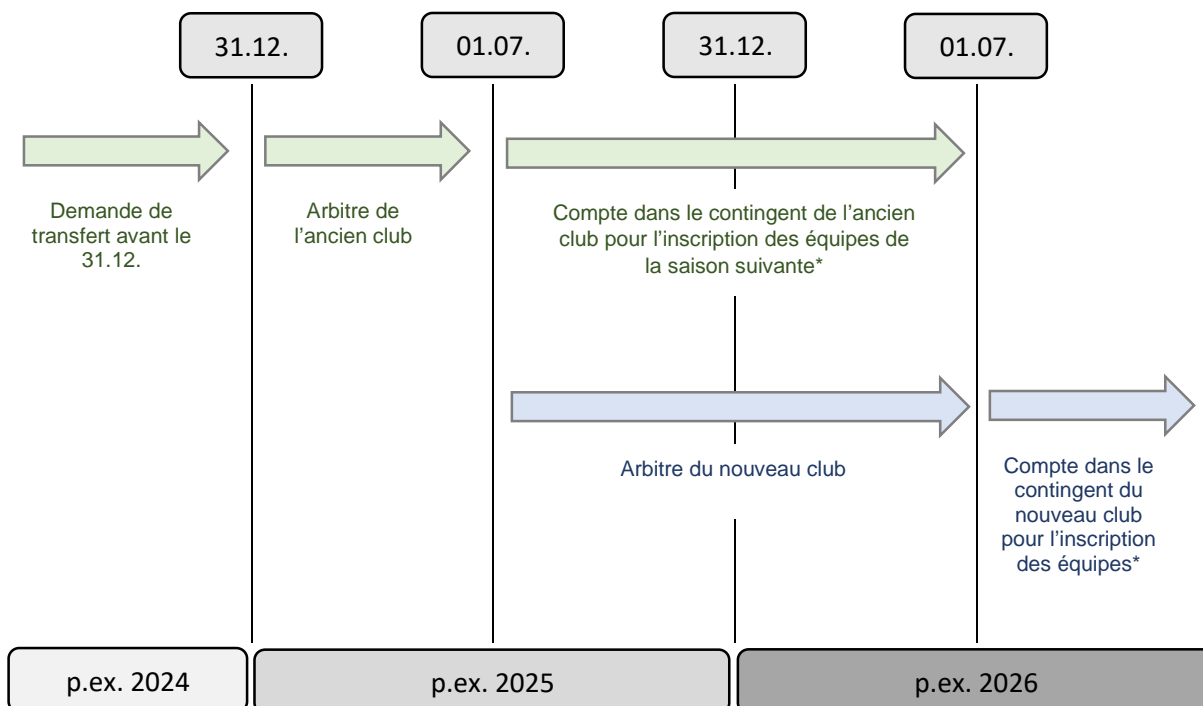 31.12.
01.07.
31.12.
01.07.
Demande de
transfert avant le
31.12.
Arbitre de
l’ancien club
Compte dans le contingent de l’ancien
club pour l’inscription des équipes de
la saison suivante*
Arbitre du nouveau club
Compte dans le
contingent du
nouveau club
pour l’inscription
des équipes*
p.ex. 2024
p.ex. 2025
p.ex. 2026